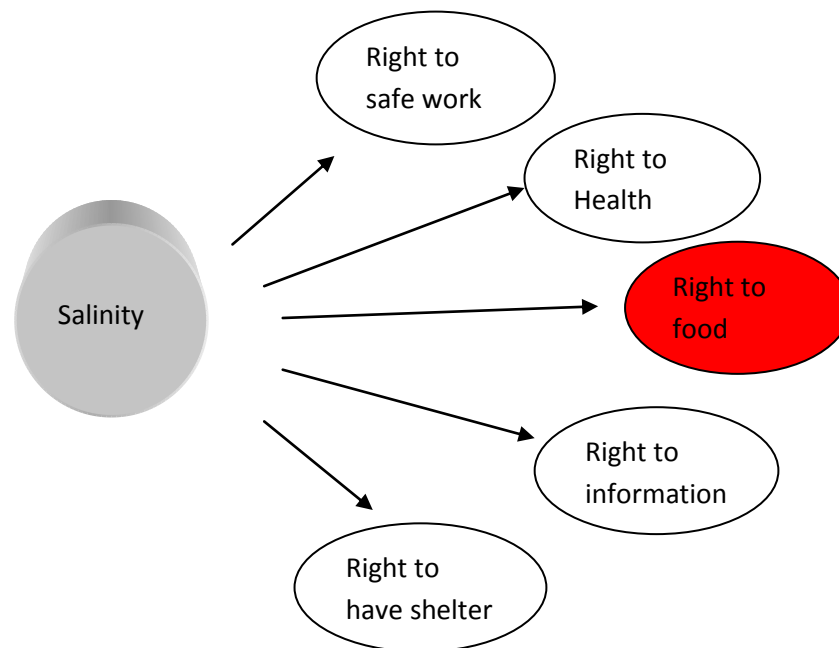 Right to
safe work
Right to
Health
Salinity
Right to
food
Right to
information
Right to
have shelter